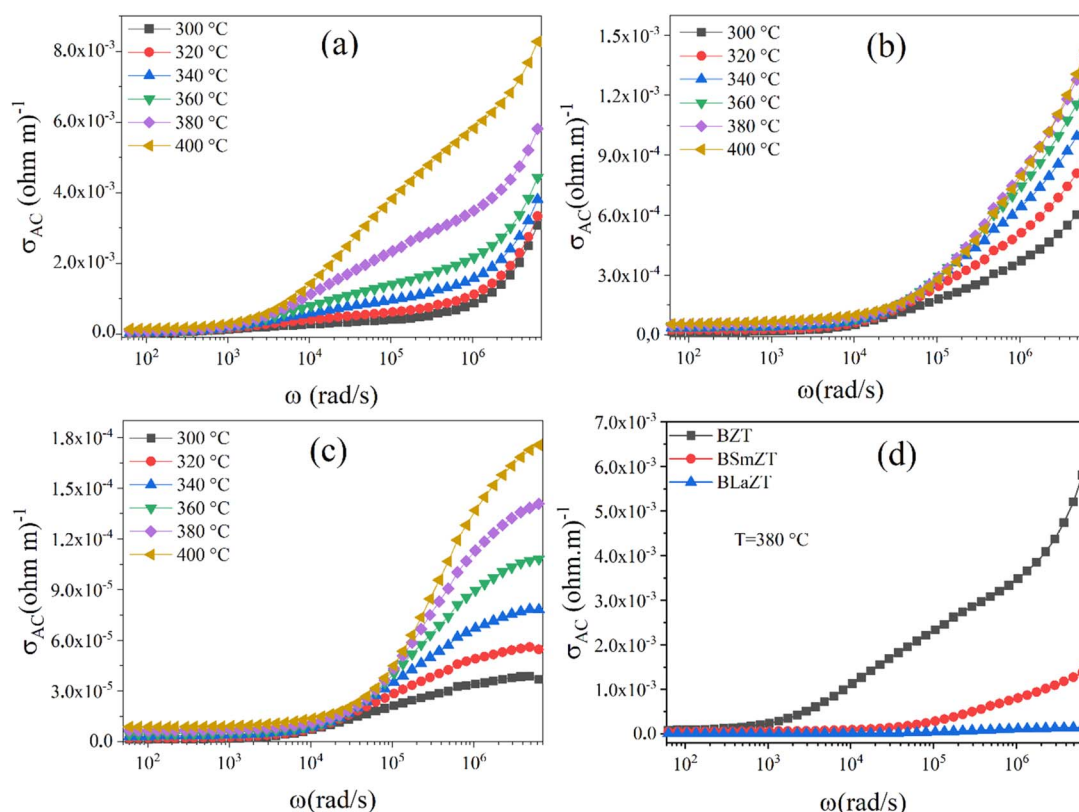 (a)
300 °C
320 °C
340 °C
360 °C
380 °C
400 °C
8.0x10⁻³
6.0x10⁻³
4.0x10⁻³
2.0x10⁻³
0.0
σ_AC (ohm m)⁻¹
10² 10³ 10⁴ 10⁵ 10⁶
ω (rad/s)
(b)
300 °C
320 °C
340 °C
360 °C
380 °C
400 °C
1.5x10⁻³
1.2x10⁻³
9.0x10⁻⁴
6.0x10⁻⁴
3.0x10⁻⁴
0.0
σ_AC(ohm.m)⁻¹
10² 10³ 10⁴ 10⁵ 10⁶
ω(rad/s)
(c)
300 °C
320 °C
340 °C
360 °C
380 °C
400 °C
1.8x10⁻⁴
1.5x10⁻⁴
1.2x10⁻⁴
9.0x10⁻⁵
6.0x10⁻⁵
3.0x10⁻⁵
0.0
σ_AC(ohm m)⁻¹
10² 10³ 10⁴ 10⁵ 10⁶
ω(rad/s)
(d)
BZT
BSmZT
BLaZT
T=380 °C
7.0x10⁻³
6.0x10⁻³
5.0x10⁻³
4.0x10⁻³
3.0x10⁻³
2.0x10⁻³
1.0x10⁻³
0.0
σ_AC (ohm.m)⁻¹
10² 10³ 10⁴ 10⁵ 10⁶
ω(rad/s)